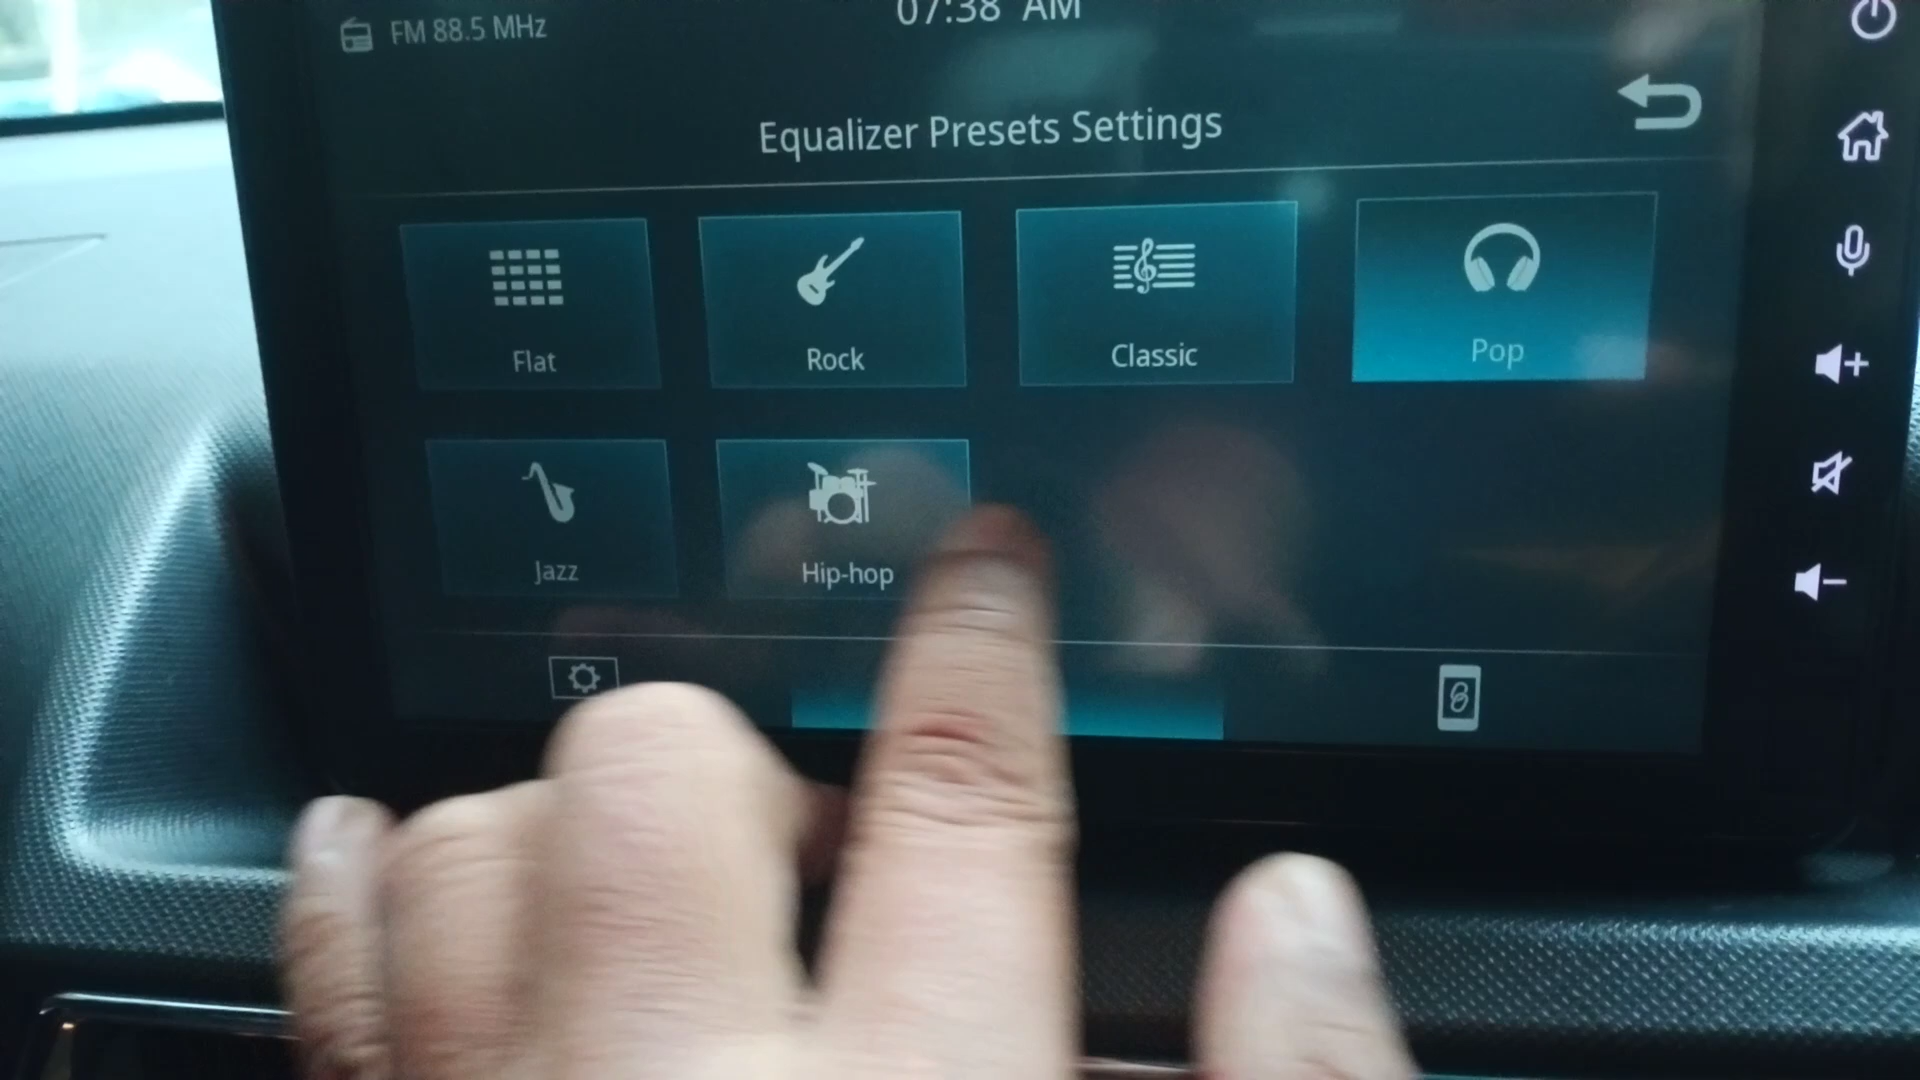 FM 88.5 MHz
07:38 AM
Equalizer Presets Settings
Flat
Rock
Classic
Pop
Jazz
Hip-hop